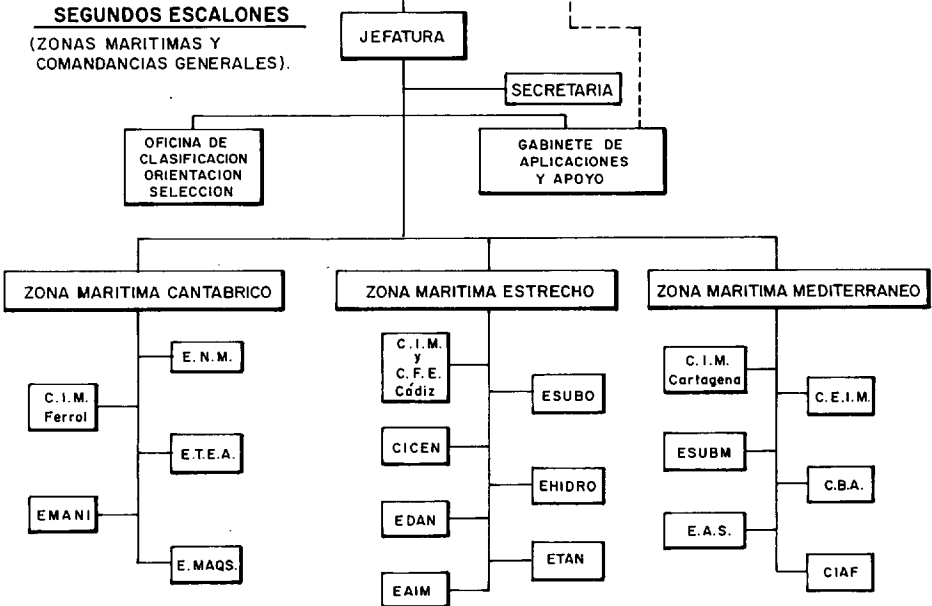 SEGUNDOS ESCALONES
(ZONAS MARITIMAS Y
COMANDANCIAS GENERALES).
JEFATURA
SECRETARIA
OFICINA DE
CLASIFICACION
ORIENTACION
SELECCION
GABINETE DE
APLICACIONES
Y APOYO
ZONA MARITIMA CANTABRICO
E.N.M.
C.I.M.
Ferrol
E.T.E.A.
EMANI
E.MAQS.
ZONA MARITIMA ESTRECHO
C.I.M.
y
C.F.E.
Cádiz
ESUBO
CICEN
EHIDRO
EDAN
ETAN
EAIM
ZONA MARITIMA MEDITERRANEO
C.I.M.
Cartagena
C.E.I.M.
ESUBM
C.B.A.
E.A.S.
CIAF